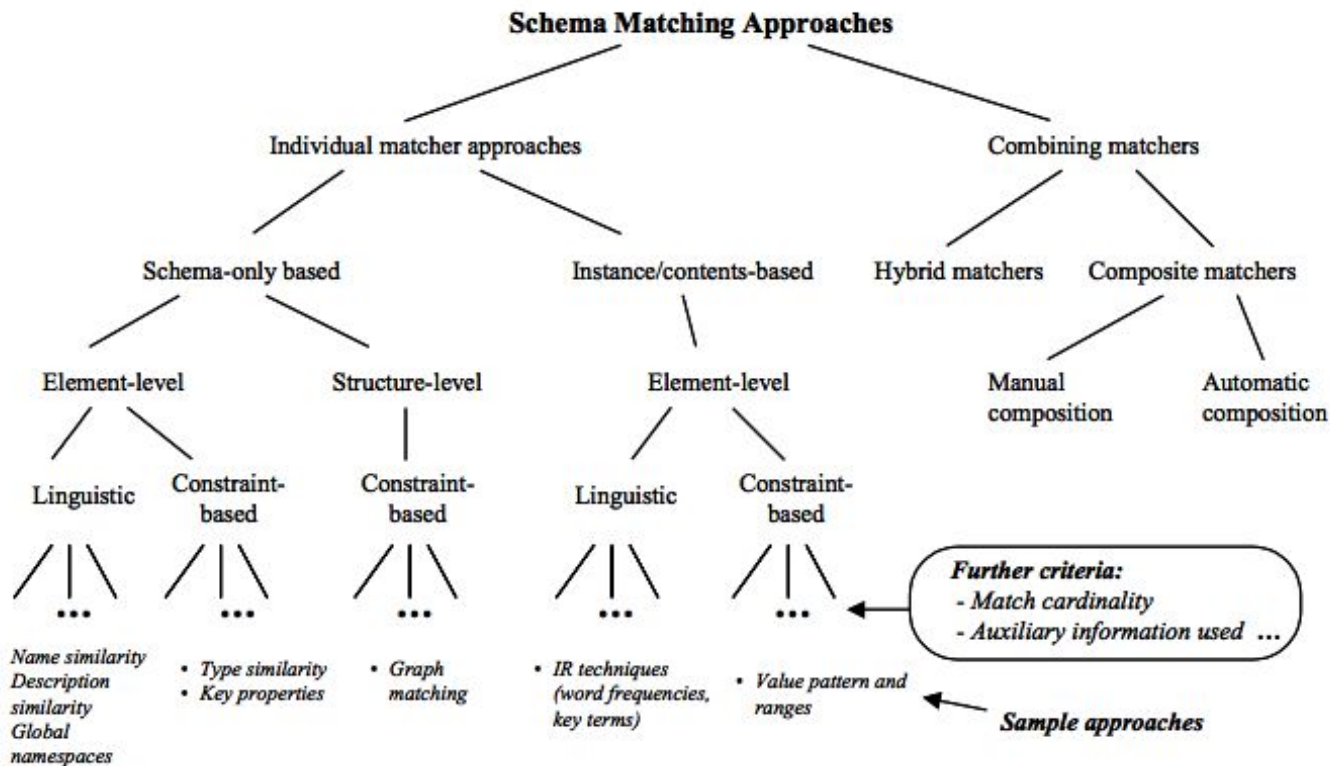 Schema Matching Approaches
Individual matcher approaches
Combining matchers
Schema-only based
Instance/contents-based
Hybrid matchers
Composite matchers
Element-level
Structure-level
Element-level
Manual
composition
Automatic
composition
Linguistic
Constraint-
based
Constraint-
based
Linguistic
Constraint-
based
Further criteria:
- Match cardinality
- Auxiliary information used ...
...
...
...
...
...
Name similarity
Description
similarity
Global
namespaces
• Type similarity
• Key properties
• Graph
matching
• IR techniques
(word frequencies,
key terms)
• Value pattern and
ranges
Sample approaches